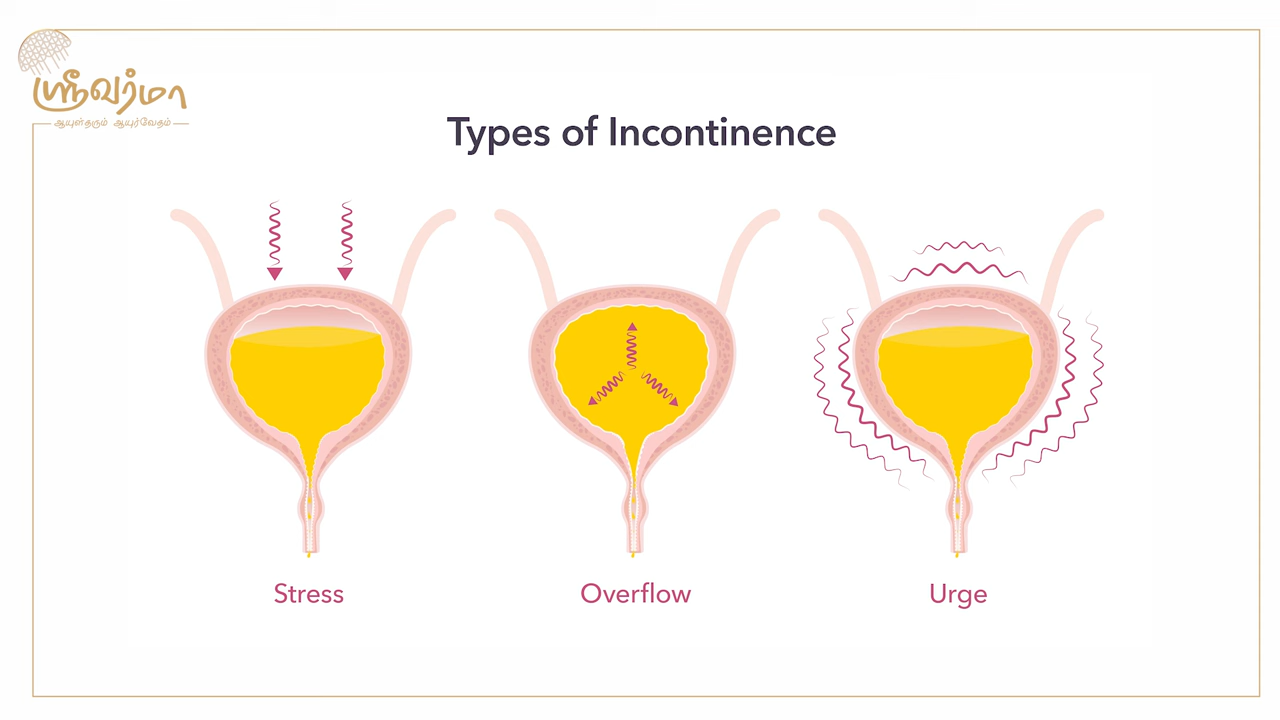 ஸ்ரீவர்மா
ஆயுள்தரும் ஆயுர்வேதம்
Types of Incontinence
Stress
Overflow
Urge